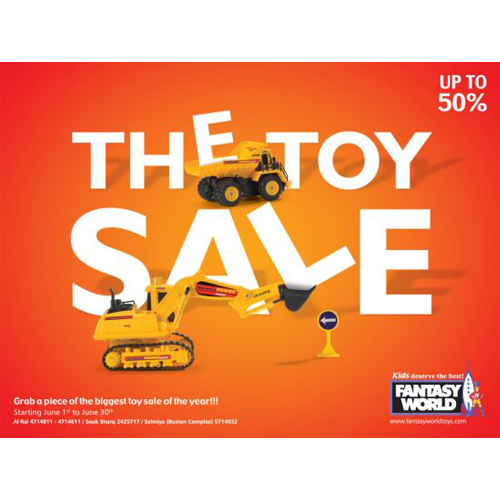 UP TO
50%
THE TOY
SALE
Kids deserve the best!
FANTASY
WORLD
www.fantasyworldtoys.com
Grab a piece of the biggest toy sale of the year!!!
Starting June 1st to June 30th
Al-Rai 4714811 - 4714611 / Souk Sharq 2425717 / Salmiya (Bustan Complex) 5714032